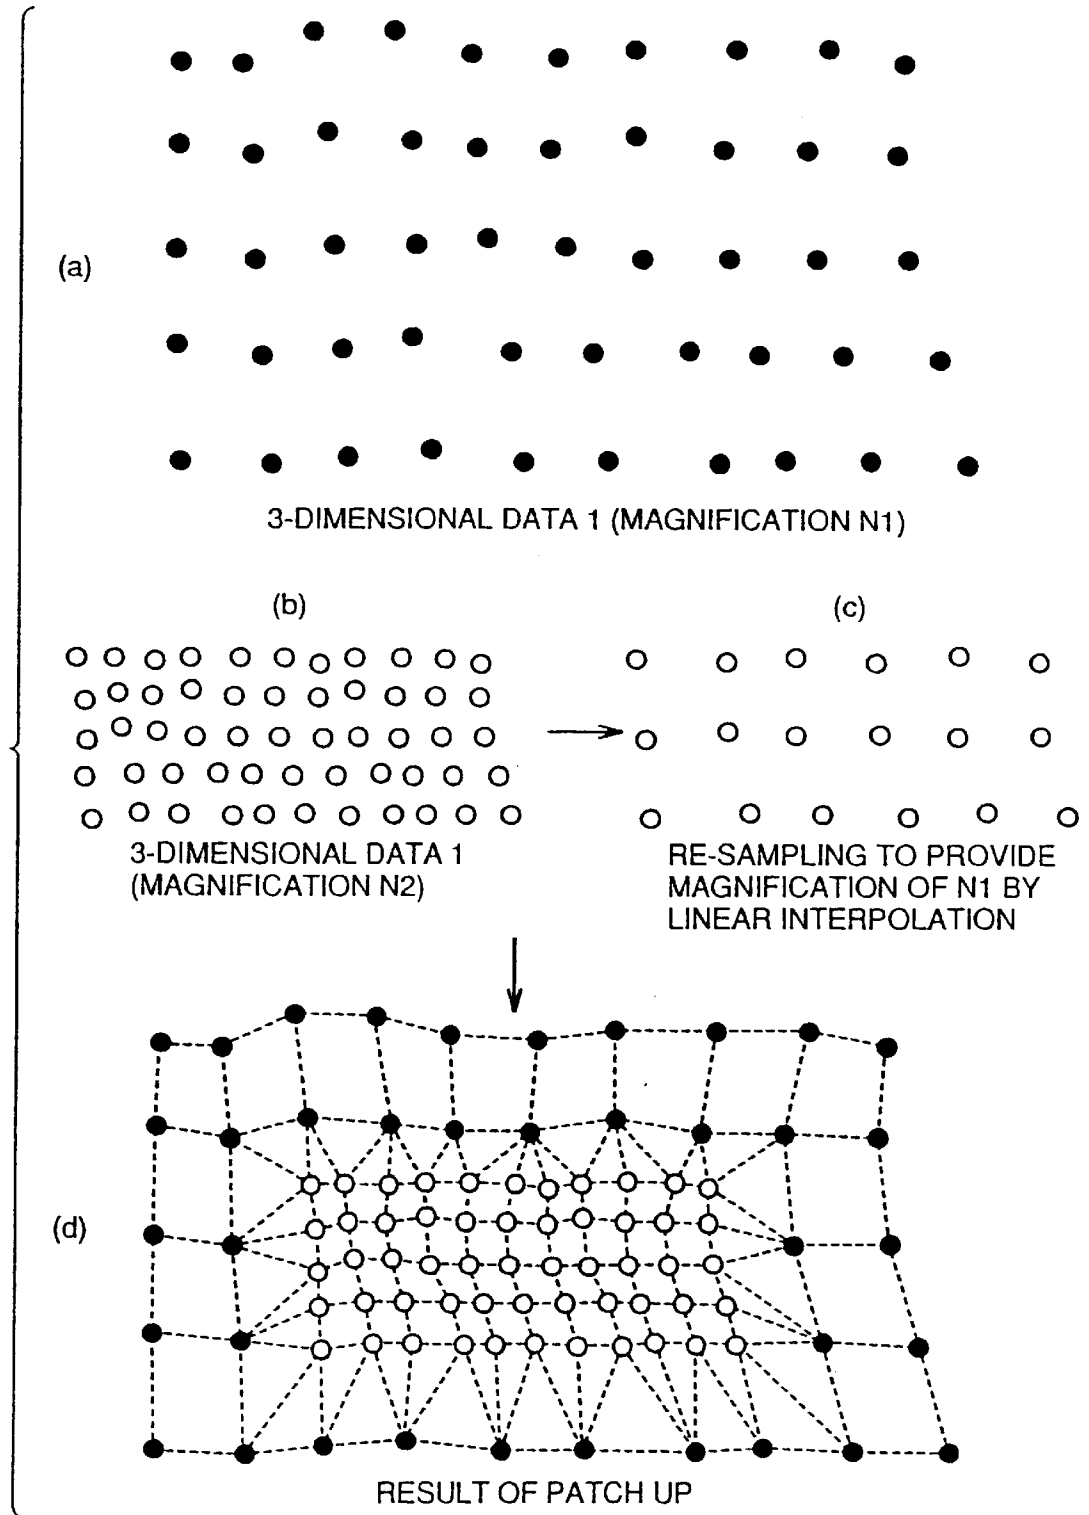 (a)
3-DIMENSIONAL DATA 1 (MAGNIFICATION N1)
(b)
(c)
3-DIMENSIONAL DATA 1
(MAGNIFICATION N2)
RE-SAMPLING TO PROVIDE
MAGNIFICATION OF N1 BY
LINEAR INTERPOLATION
(d)
RESULT OF PATCH UP